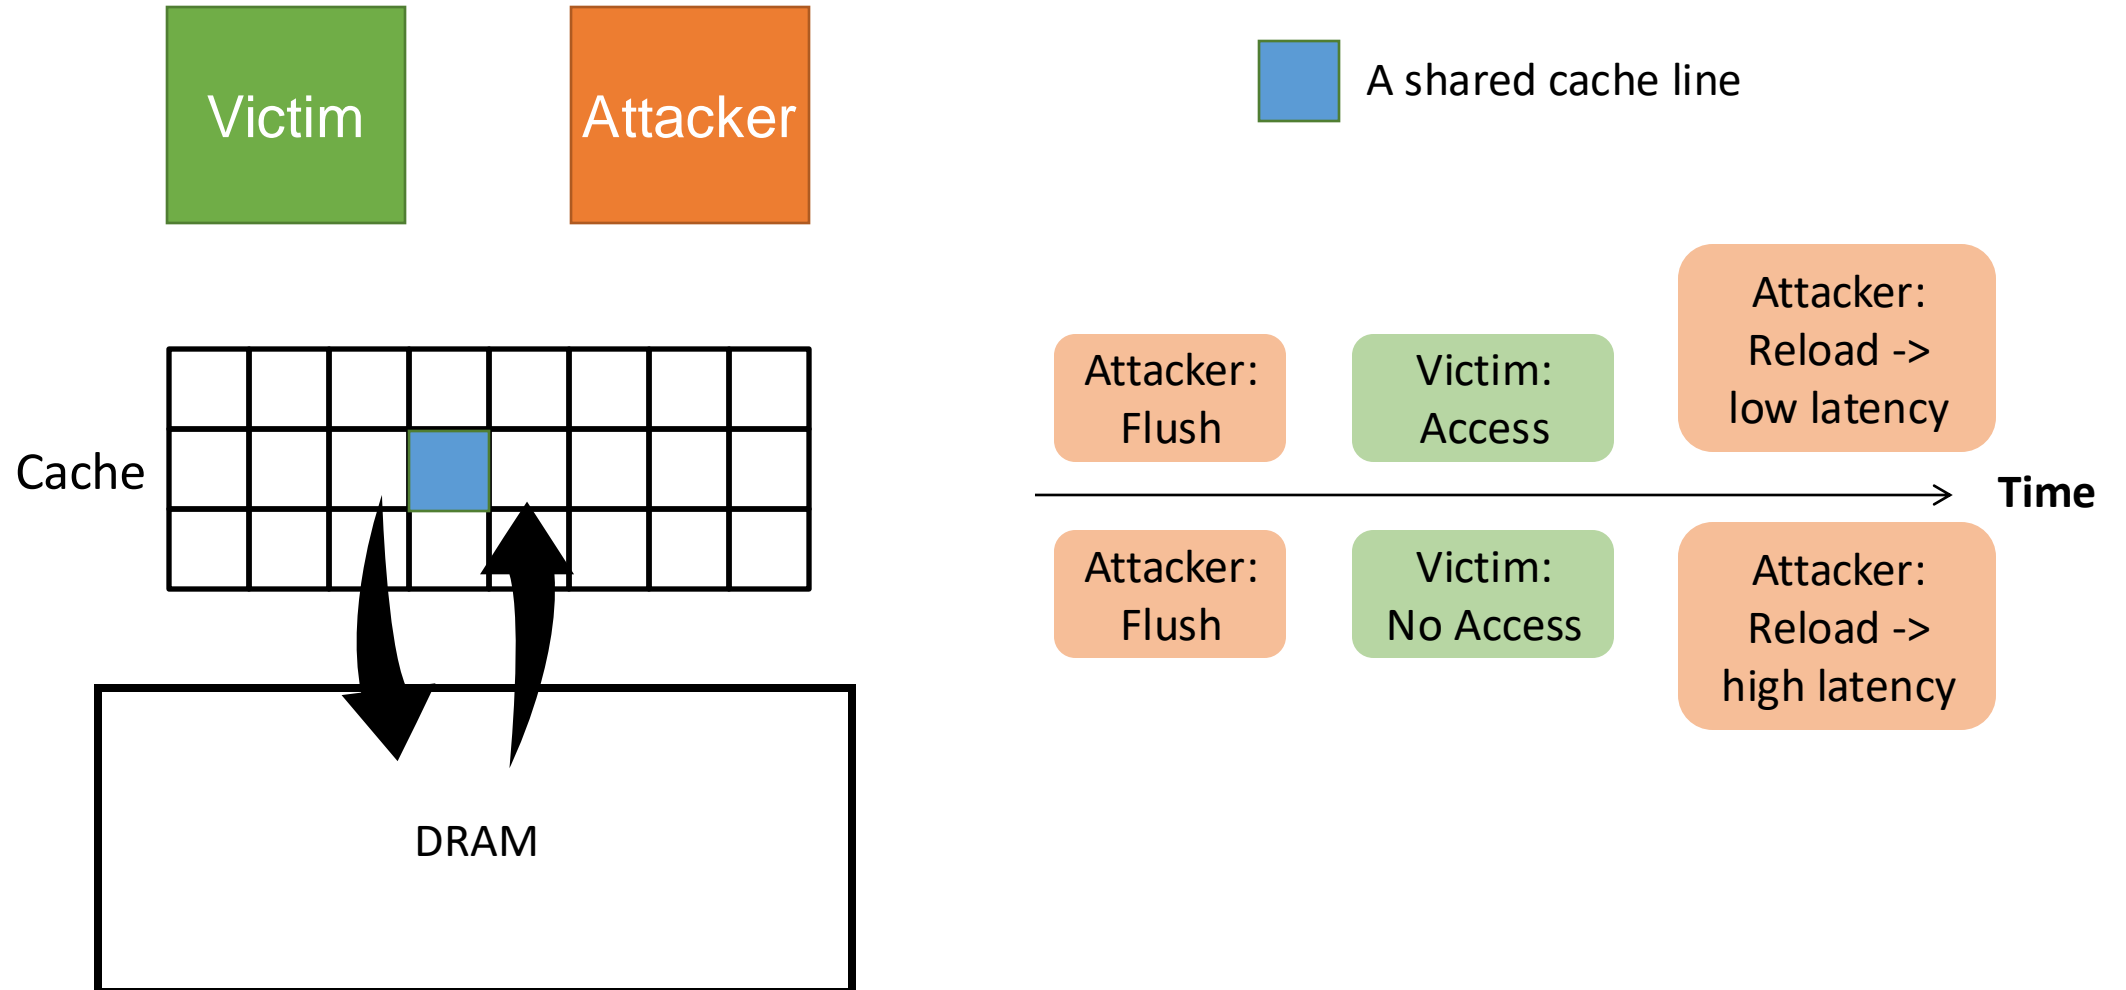 Victim
Attacker
A shared cache line
Cache
DRAM
Attacker:
Flush
Victim:
Access
Attacker:
Reload ->
low latency
Time
Attacker:
Flush
Victim:
No Access
Attacker:
Reload ->
high latency